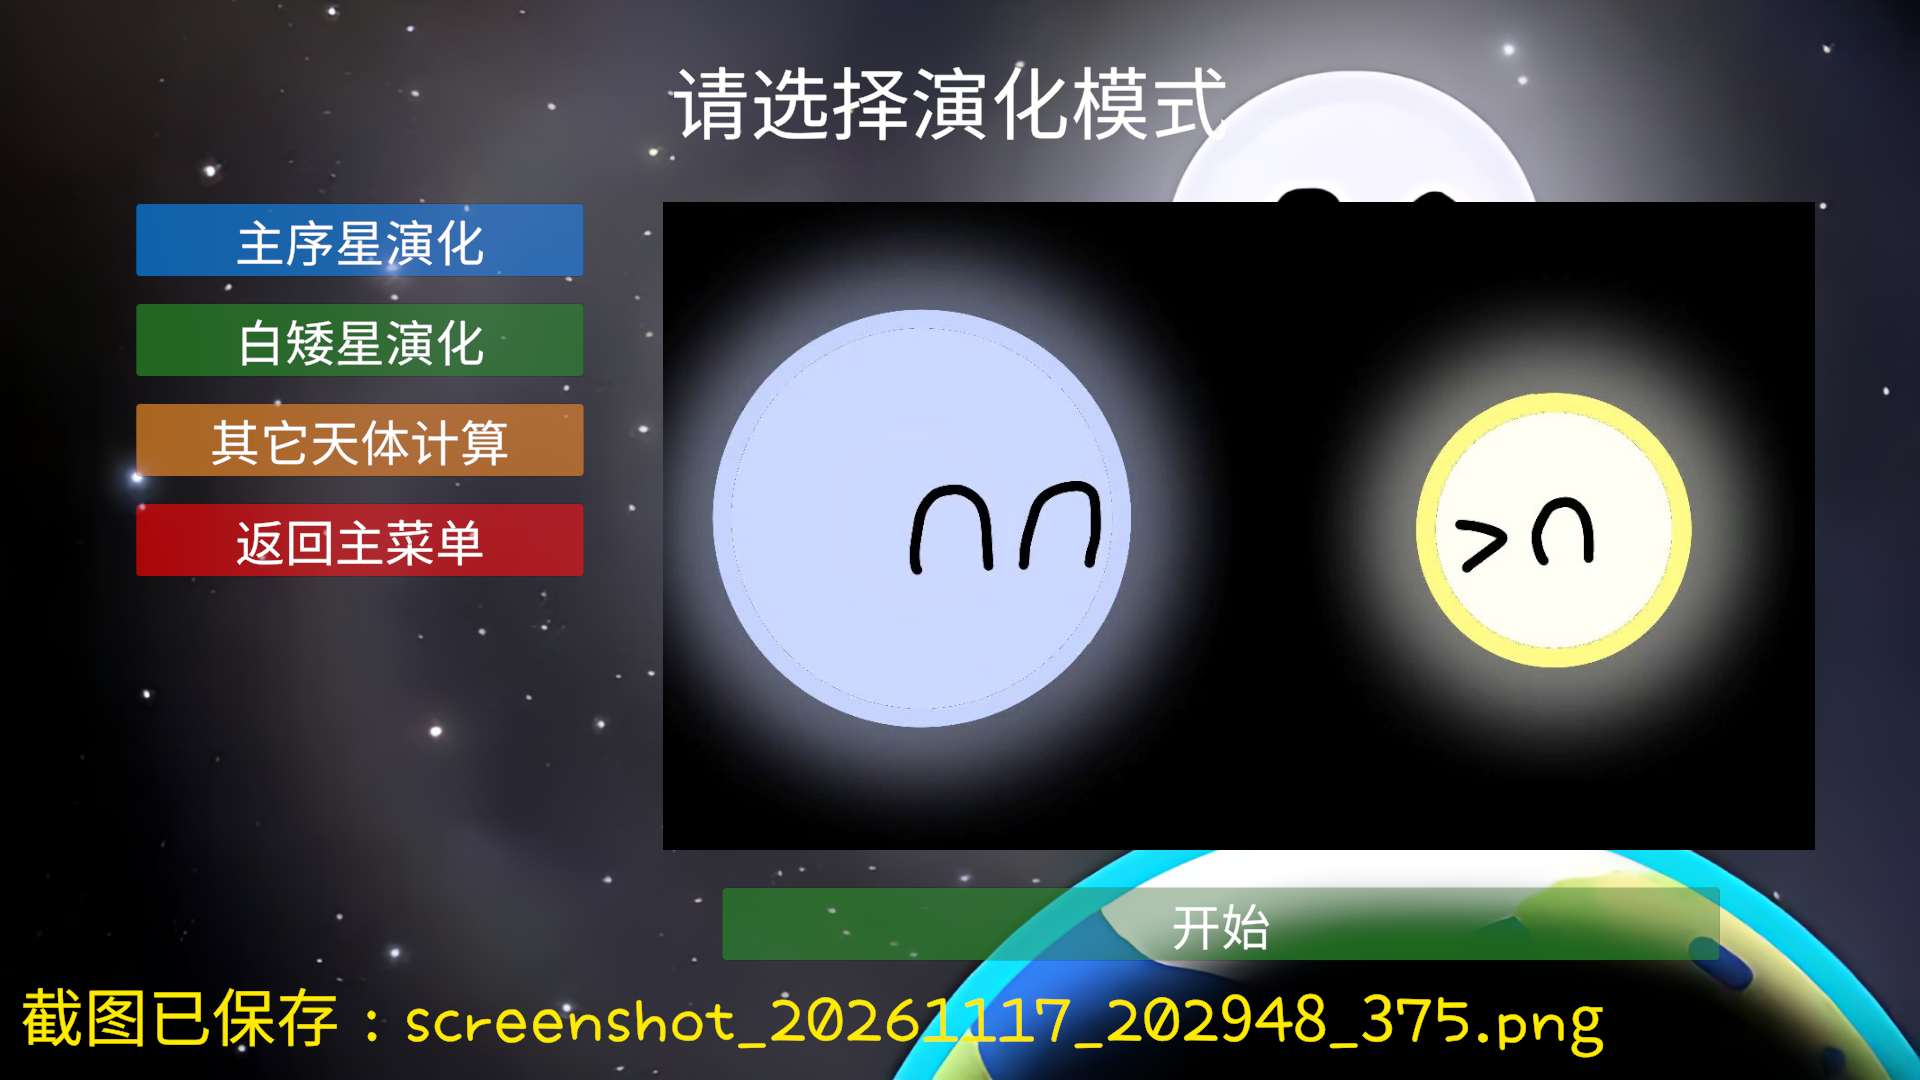 请选择演化模式
主序星演化
白矮星演化
其它天体计算
返回主菜单
开始
截图已保存：screenshot_20261117_202948_375.png